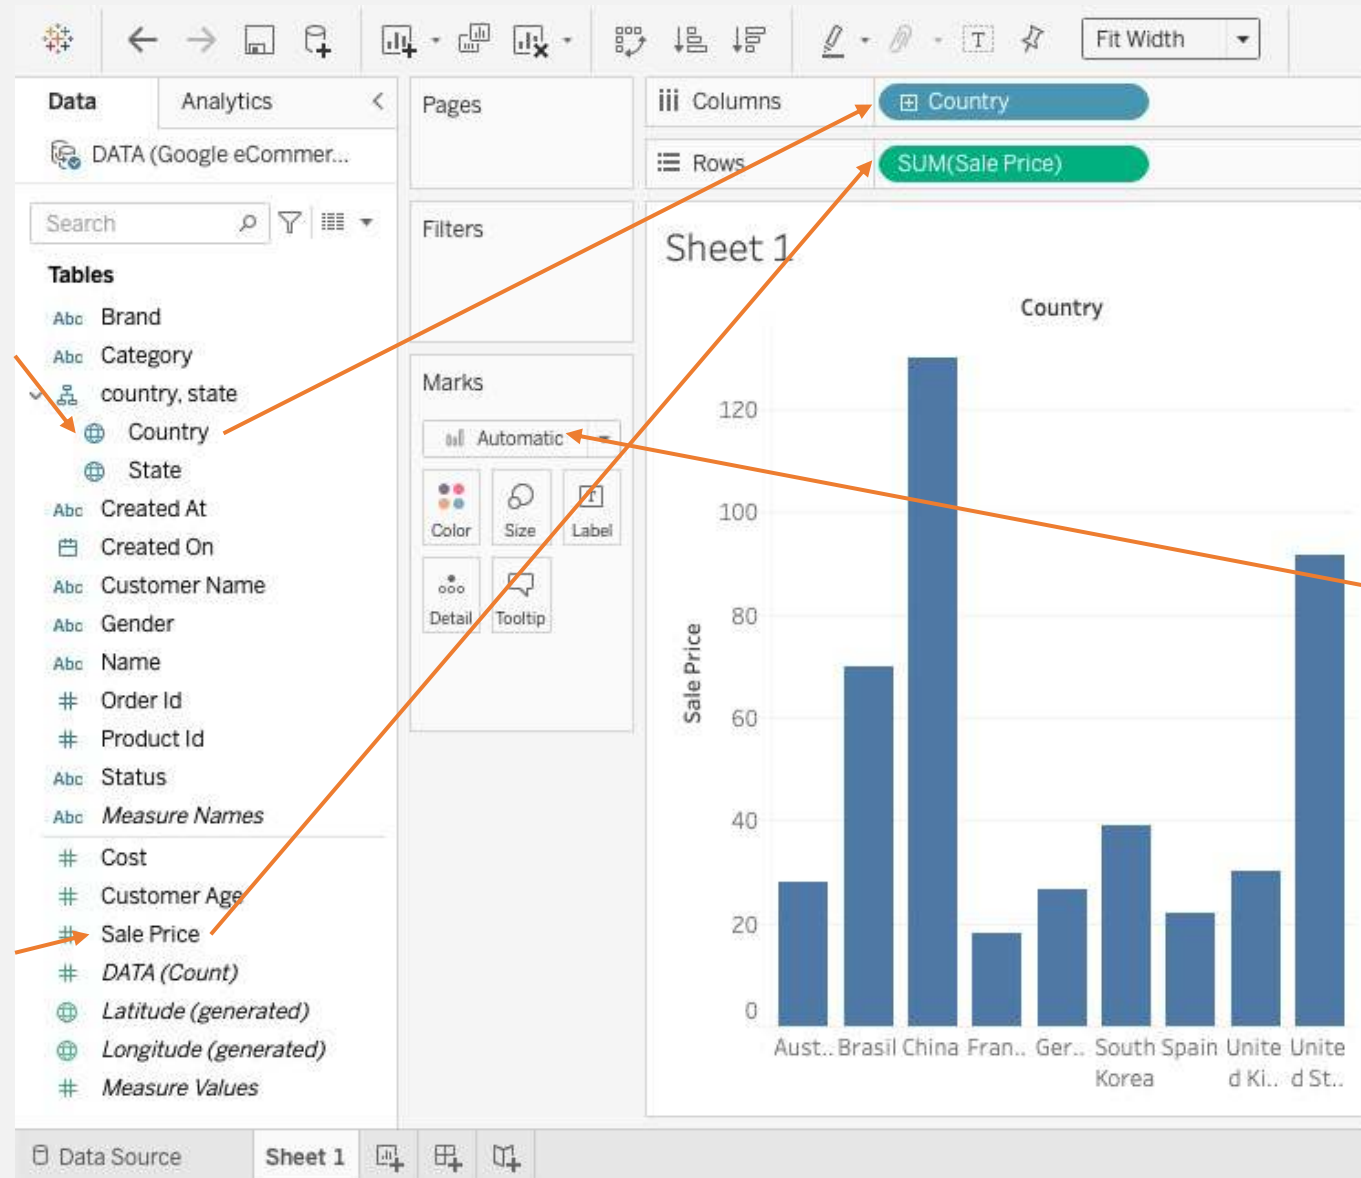 Fit Width
Data
Analytics
DATA (Google eCommer...
Search
Tables
Abc Brand
Abc Category
country, state
Country
State
Abc Created At
Created On
Abc Customer Name
Abc Gender
Abc Name
# Order Id
# Product Id
Abc Status
Abc Measure Names
# Cost
# Customer Age
# Sale Price
# DATA (Count)
Latitude (generated)
Longitude (generated)
# Measure Values
Pages
Filters
Marks
Automatic
Color Size Label
Detail Tooltip
Columns
Country
Rows
SUM(Sale Price)
Sheet 1
Country
Sale Price
120
100
80
60
40
20
0
Aust.. Brasil China Fran.. Ger.. South Spain Unite Unite
Korea d Ki.. d St..
Data Source
Sheet 1